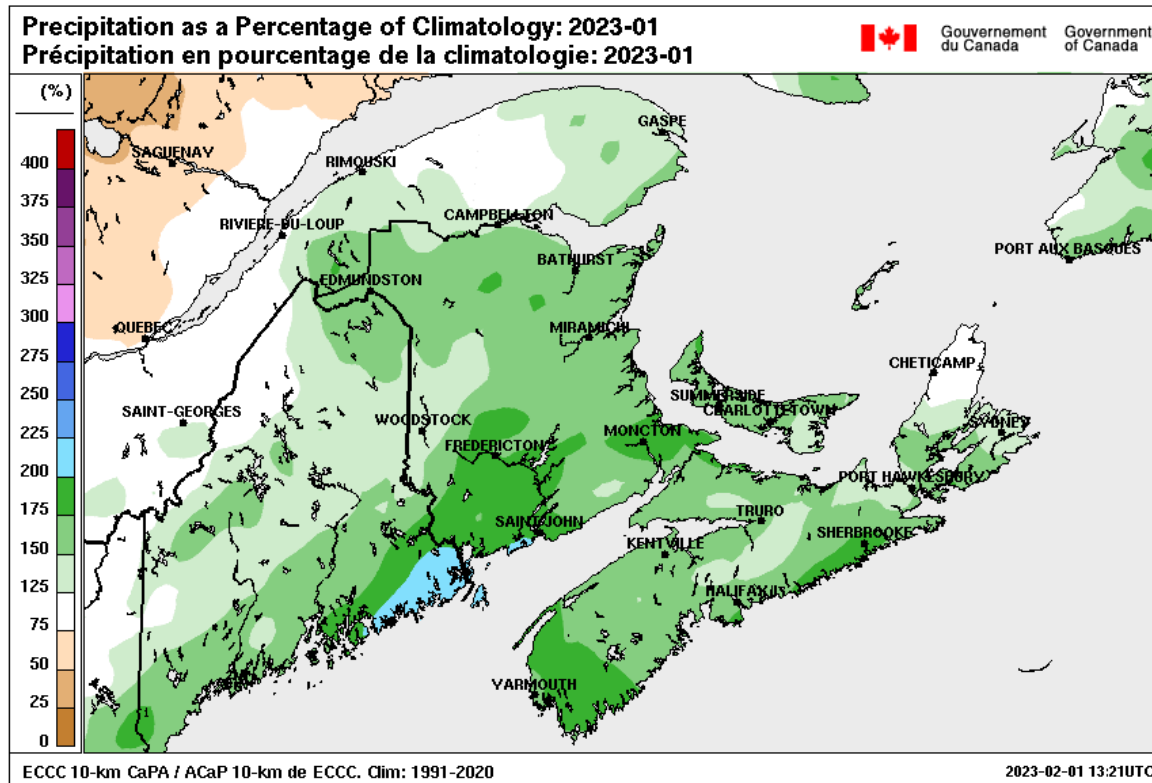 Precipitation as a Percentage of Climatology: 2023-01
Précipitation en pourcentage de la climatologie: 2023-01
Gouvernement du Canada
Government of Canada
(%)
400
375
350
325
300
275
250
225
200
175
150
125
75
50
25
0
GASPE
SAGUENAY
RIMOUSKI
CAMPBELLTON
RIVIERE-DU-LOUP
PORT AUX BASQUES
BATHURST
EDMUNDSTON
QUEBEC
MIRAMICHI
CHETICAMP
SUMMERSIDE
SAINT-GEORGES
CHARLOTTETOWN
WOODSTOCK
SYDNEY
MONCTON
FREDERICTON
PORT HAWKESBURY
TRURO
SAINT JOHN
SHERBROOKE
KENTVILLE
HALIFAX
YARMOUTH
ECCC 10-km CaPA / ACaP 10-km de ECCC. Clim: 1991-2020
2023-02-01 13:21UTC